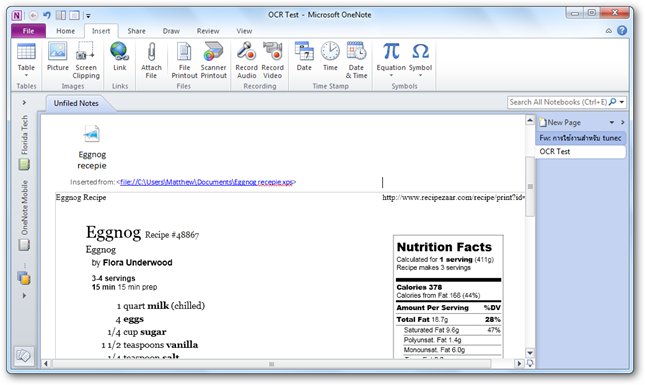 OCR Test - Microsoft OneNote
File Home Insert Share Draw Review View
Table Picture Screen Clipping Link Attach File File Printout Scanner Printout Record Audio Record Video Date Time Date & Time Equation Symbol
Tables Images Links Files Recording Time Stamp Symbols
Unfiled Notes
Search All Notebooks (Ctrl+E)
New Page
Fw: การใช้งานสำหรับ tunec
OCR Test
Florida Tech
OneNote Mobile
Eggnog
recepie
Inserted from: <file://C:\Users\Matthew\Documents\Eggnog recepie.xps>
Eggnog Recipe http://www.recipezaar.com/recipe/print?id=
Eggnog Recipe #48867
Eggnog
by Flora Underwood
3-4 servings
15 min 15 min prep
1 quart milk (chilled)
4 eggs
1/4 cup sugar
1 1/2 teaspoons vanilla
1/4 teaspoon salt
Nutrition Facts
Calculated for 1 serving (411g)
Recipe makes 3 servings
Calories 378
Calories from Fat 168 (44%)
Amount Per Serving %DV
Total Fat 18.7g 28%
Saturated Fat 9.6g 47%
Polyunsat. Fat 1.4g
Monounsat. Fat 6.0g